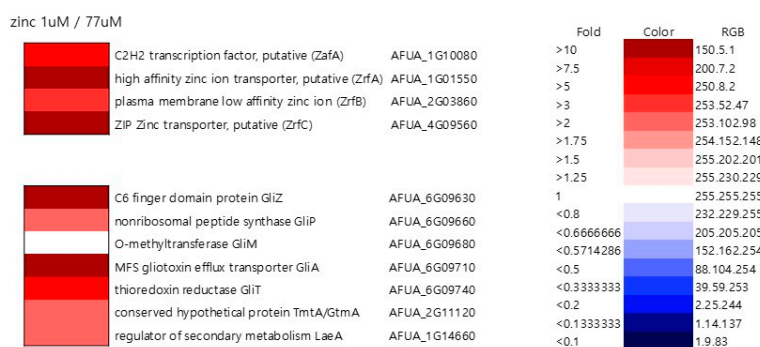 zinc 1uM / 77uM
C2H2 transcription factor, putative (ZafA) AFUA_1G10080
high affinity zinc ion transporter, putative (ZrfA) AFUA_1G01550
plasma membrane low affinity zinc ion (ZrfB) AFUA_2G03860
ZIP Zinc transporter, putative (ZrfC) AFUA_4G09560
C6 finger domain protein GliZ AFUA_6G09630
nonribosomal peptide synthase GliP AFUA_6G09660
O-methyltransferase GliM AFUA_6G09680
MFS gliotoxin efflux transporter GliA AFUA_6G09710
thioredoxin reductase GliT AFUA_6G09740
conserved hypothetical protein TmtA/GtmA AFUA_2G11120
regulator of secondary metabolism LaeA AFUA_1G14660
Fold Color RGB
>10 150.5.1
>7.5 200.7.2
>5 250.8.2
>3 253.52.47
>2 253.102.98
>1.75 254.152.148
>1.5 255.202.201
>1.25 255.230.229
1 255.255.255
<0.8 232.229.255
<0.6666666 205.205.205
<0.5714286 152.162.254
<0.5 88.104.254
<0.3333333 39.59.253
<0.2 2.25.244
<0.1333333 1.14.137
<0.1 1.9.83